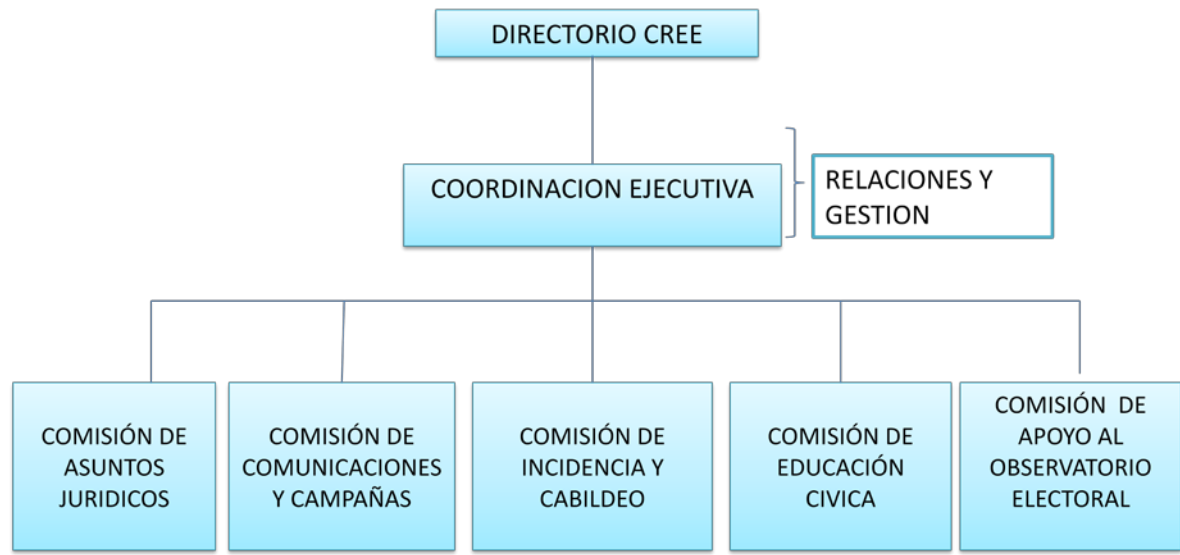 DIRECTORIO CREE
COORDINACION EJECUTIVA
RELACIONES Y
GESTION
COMISIÓN DE
ASUNTOS
JURIDICOS
COMISIÓN DE
COMUNICACIONES
Y CAMPAÑAS
COMISIÓN DE
INCIDENCIA Y
CABILDEO
COMISIÓN DE
EDUCACIÓN
CIVICA
COMISIÓN DE
APOYO AL
OBSERVATORIO
ELECTORAL